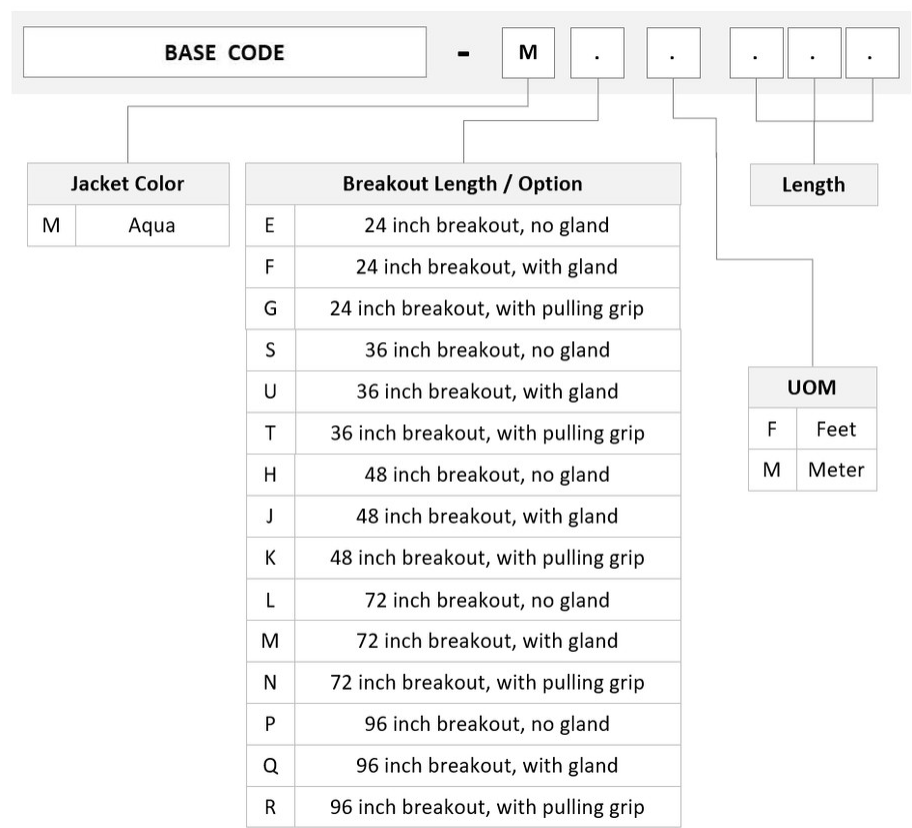 BASE CODE - M . . . . .
Jacket Color
M Aqua
Breakout Length / Option
E 24 inch breakout, no gland
F 24 inch breakout, with gland
G 24 inch breakout, with pulling grip
S 36 inch breakout, no gland
U 36 inch breakout, with gland
T 36 inch breakout, with pulling grip
H 48 inch breakout, no gland
J 48 inch breakout, with gland
K 48 inch breakout, with pulling grip
L 72 inch breakout, no gland
M 72 inch breakout, with gland
N 72 inch breakout, with pulling grip
P 96 inch breakout, no gland
Q 96 inch breakout, with gland
R 96 inch breakout, with pulling grip
Length
UOM
F Feet
M Meter